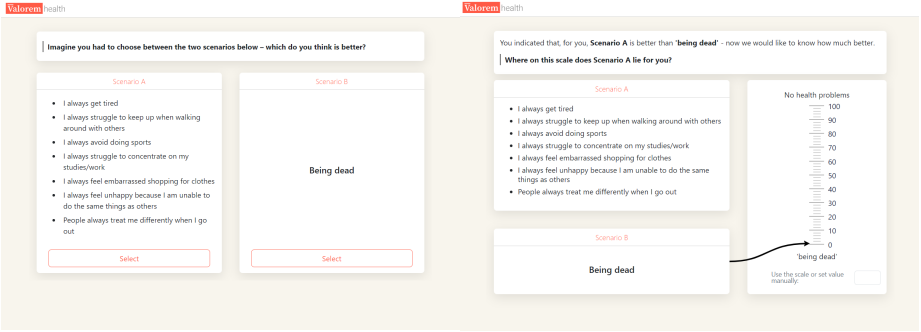 Valorem health
Imagine you had to choose between the two scenarios below – which do you think is better?
Scenario A
• I always get tired
• I always struggle to keep up when walking
around with others
• I always avoid doing sports
• I always struggle to concentrate on my
studies/work
• I always feel embarrassed shopping for clothes
• I always feel unhappy because I am unable to
do the same things as others
• People always treat me differently when I go
out
Select
Scenario B
Being dead
Select
Valorem health
You indicated that, for you, Scenario A is better than 'being dead' - now we would like to know how much better.
Where on this scale does Scenario A lie for you?
Scenario A
• I always get tired
• I always struggle to keep up when walking around with others
• I always avoid doing sports
• I always struggle to concentrate on my studies/work
• I always feel embarrassed shopping for clothes
• I always feel unhappy because I am unable to do the same
things as others
• People always treat me differently when I go out
Scenario B
Being dead
No health problems
100
90
80
70
60
50
40
30
20
10
0
'being dead'
Use the scale or set value
manually: